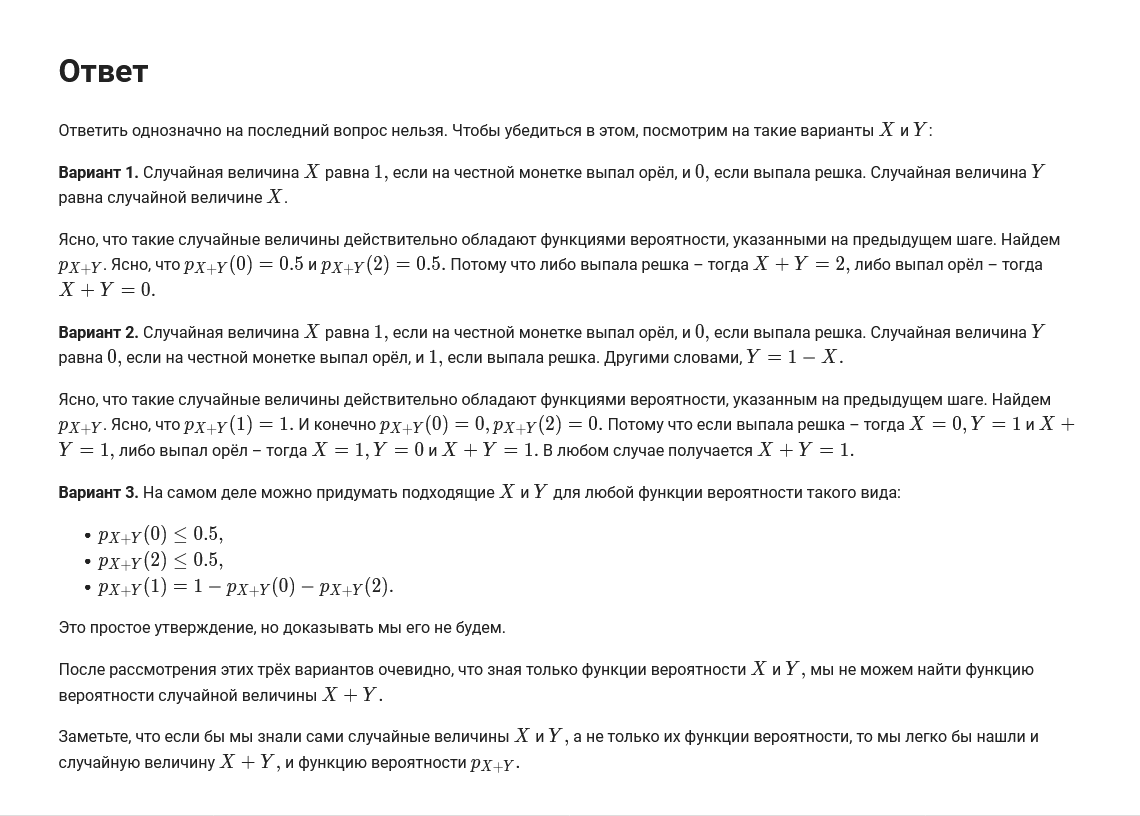 Ответ
Ответить однозначно на последний вопрос нельзя. Чтобы убедиться в этом, посмотрим на такие варианты X и Y:
Вариант 1. Случайная величина X равна 1, если на честной монетке выпал орёл, и 0, если выпала решка. Случайная величина Y
равна случайной величине X.
Ясно, что такие случайные величины действительно обладают функциями вероятности, указанными на предыдущем шаге. Найдем
p_{X+Y}. Ясно, что p_{X+Y}(0) = 0.5 и p_{X+Y}(2) = 0.5. Потому что либо выпала решка – тогда X + Y = 2, либо выпал орёл – тогда
X + Y = 0.
Вариант 2. Случайная величина X равна 1, если на честной монетке выпал орёл, и 0, если выпала решка. Случайная величина Y
равна 0, если на честной монетке выпал орёл, и 1, если выпала решка. Другими словами, Y = 1 − X.
Ясно, что такие случайные величины действительно обладают функциями вероятности, указанным на предыдущем шаге. Найдем
p_{X+Y}. Ясно, что p_{X+Y}(1) = 1. И конечно p_{X+Y}(0) = 0, p_{X+Y}(2) = 0. Потому что если выпала решка – тогда X = 0, Y = 1 и X +
Y = 1, либо выпал орёл – тогда X = 1, Y = 0 и X + Y = 1. В любом случае получается X + Y = 1.
Вариант 3. На самом деле можно придумать подходящие X и Y для любой функции вероятности такого вида:
• p_{X+Y}(0) ≤ 0.5,
• p_{X+Y}(2) ≤ 0.5,
• p_{X+Y}(1) = 1 − p_{X+Y}(0) − p_{X+Y}(2).
Это простое утверждение, но доказывать мы его не будем.
После рассмотрения этих трёх вариантов очевидно, что зная только функции вероятности X и Y, мы не можем найти функцию
вероятности случайной величины X + Y.
Заметьте, что если бы мы знали сами случайные величины X и Y, а не только их функции вероятности, то мы легко бы нашли и
случайную величину X + Y, и функцию вероятности p_{X+Y}.